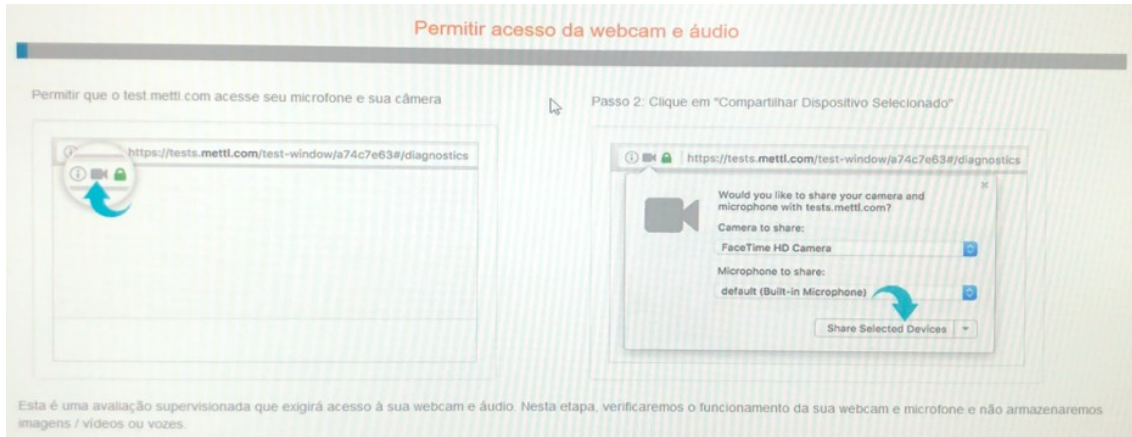 Permitir acesso da webcam e áudio
Permitir que o test.mettl.com acesse seu microfone e sua câmera
https://tests.mettl.com/test-window/a74c7e63#/diagnostics
Passo 2: Clique em "Compartilhar Dispositivo Selecionado"
https://tests.mettl.com/test-window/a74c7e63#/diagnostics
Would you like to share your camera and
microphone with tests.mettl.com?
Camera to share:
FaceTime HD Camera
Microphone to share:
default (Built-in Microphone)
Share Selected Devices
Esta é uma avaliação supervisionada que exigirá acesso à sua webcam e áudio. Nesta etapa, verificaremos o funcionamento da sua webcam e microfone e não armazenaremos
imagens / vídeos ou vozes.